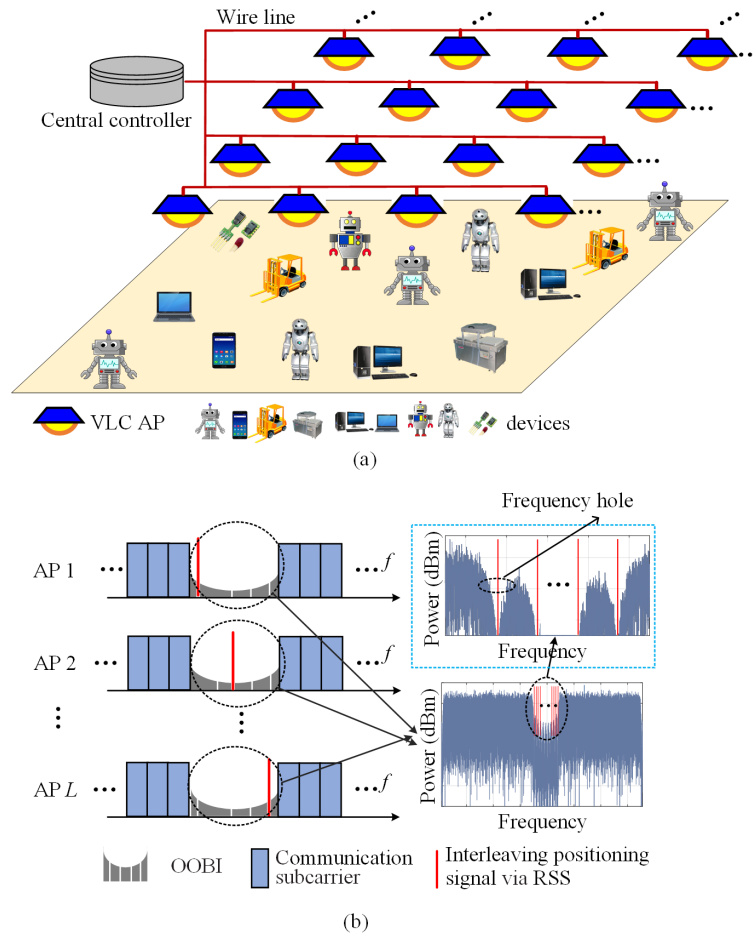 Wire line
Central controller
VLC AP
devices
(a)
Frequency hole
AP 1
f
Power (dBm)
Frequency
AP 2
f
Power (dBm)
Frequency
AP L
f
OOBI
Communication
subcarrier
Interleaving positioning
signal via RSS
(b)